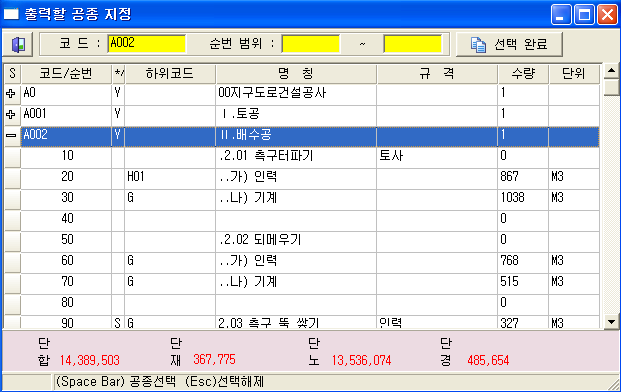 출력할 공종 지정
코 드 : A002 순번 범위 : ~ 선택 완료
S 코드/순번 */ 하위코드 명 칭 규 격 수량 단위
A0 Y 00지구도로건설공사 1
A001 Y Ⅰ.토공 1
A002 Y Ⅱ.배수공 1
10 .2.01 측구터파기 토사 0
20 H01 ..가) 인력 867 M3
30 G ..나) 기계 1038 M3
40 0
50 .2.02 되메우기 0
60 G ..가) 인력 768 M3
70 G ..나) 기계 515 M3
80 0
90 S G 2.03 측구 뚝 쌓기 인력 327 M3
단 단 단 단
합 14,389,503 재 367,775 노 13,536,074 경 485,654
(Space Bar) 공종선택 (Esc)선택해제